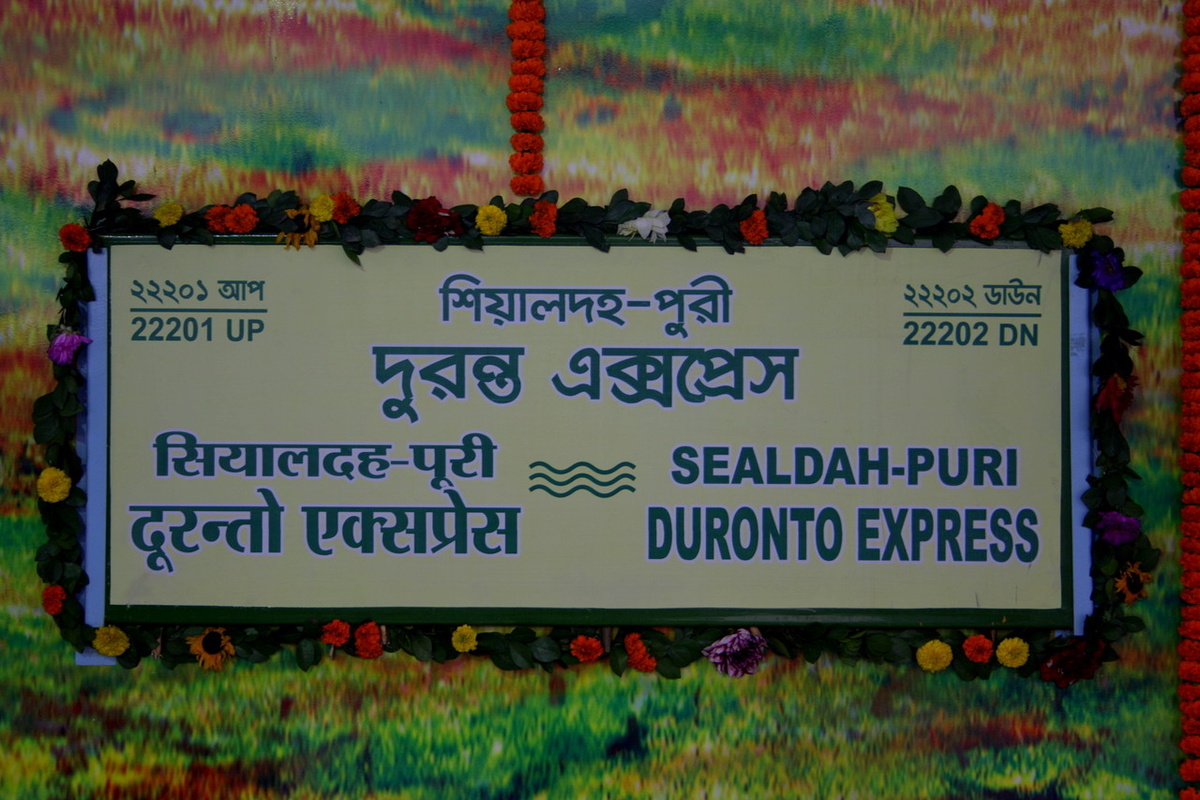 ২২২০১ আপ
22201 UP
শিয়ালদহ-পুরী
২২২০২ ডাউন
22202 DN
দুরন্ত এক্সপ্রেস
सियालदह-पूरी
दूरन्तो एक्सप्रेस
SEALDAH-PURI
DURONTO EXPRESS